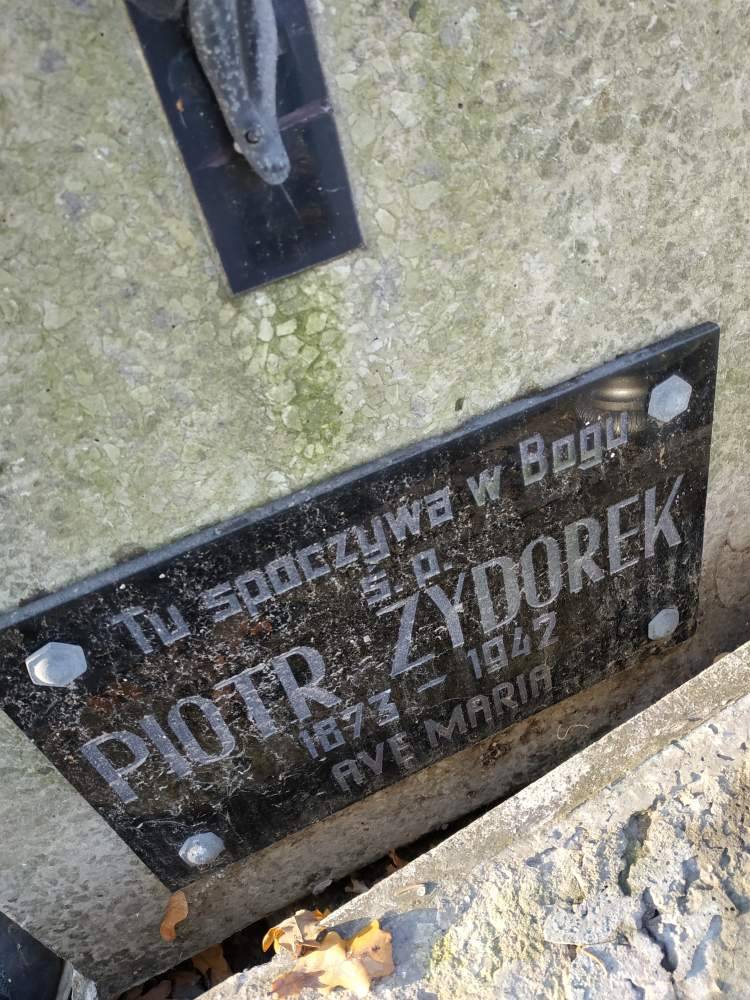 Tu spoczywa w Bogu
ś. p.
PIOTR ZYDOREK
1873 - 1942
AVE MARIA